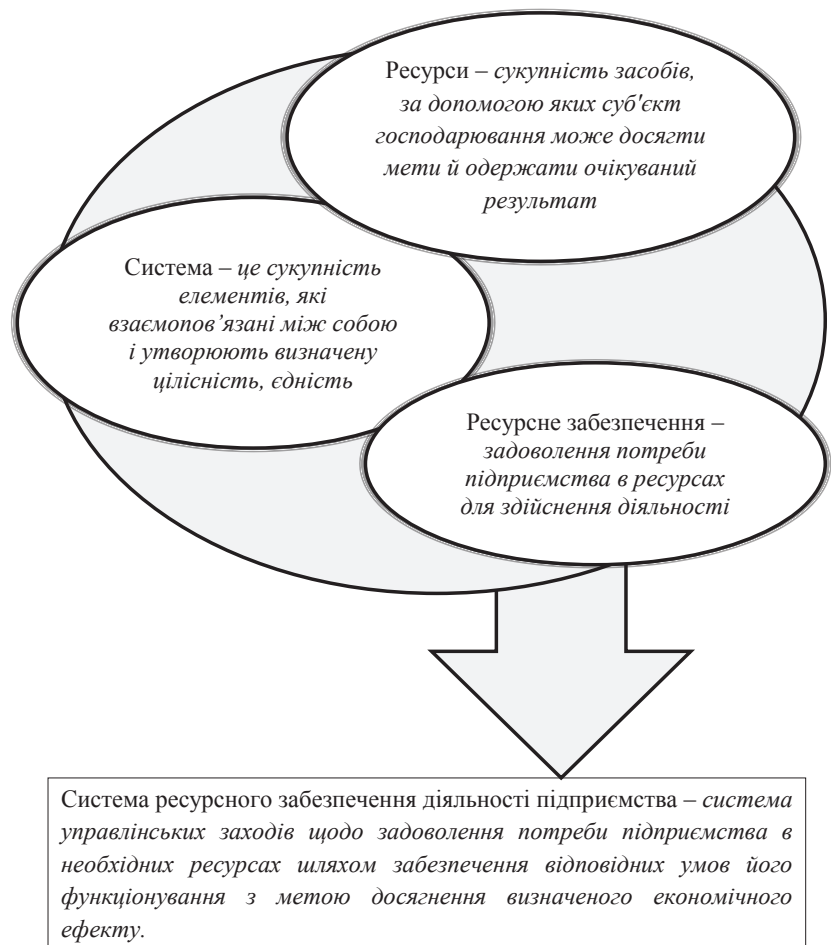 Ресурси – сукупність засобів,
за допомогою яких суб'єкт
господарювання може досягти
мети й одержати очікуваний
результат
Система – це сукупність
елементів, які
взаємопов’язані між собою
і утворюють визначену
цілісність, єдність
Ресурсне забезпечення –
задоволення потреби
підприємства в ресурсах
для здійснення діяльності
Система ресурсного забезпечення діяльності підприємства – система
управлінських заходів щодо задоволення потреби підприємства в
необхідних ресурсах шляхом забезпечення відповідних умов його
функціонування з метою досягнення визначеного економічного
ефекту.